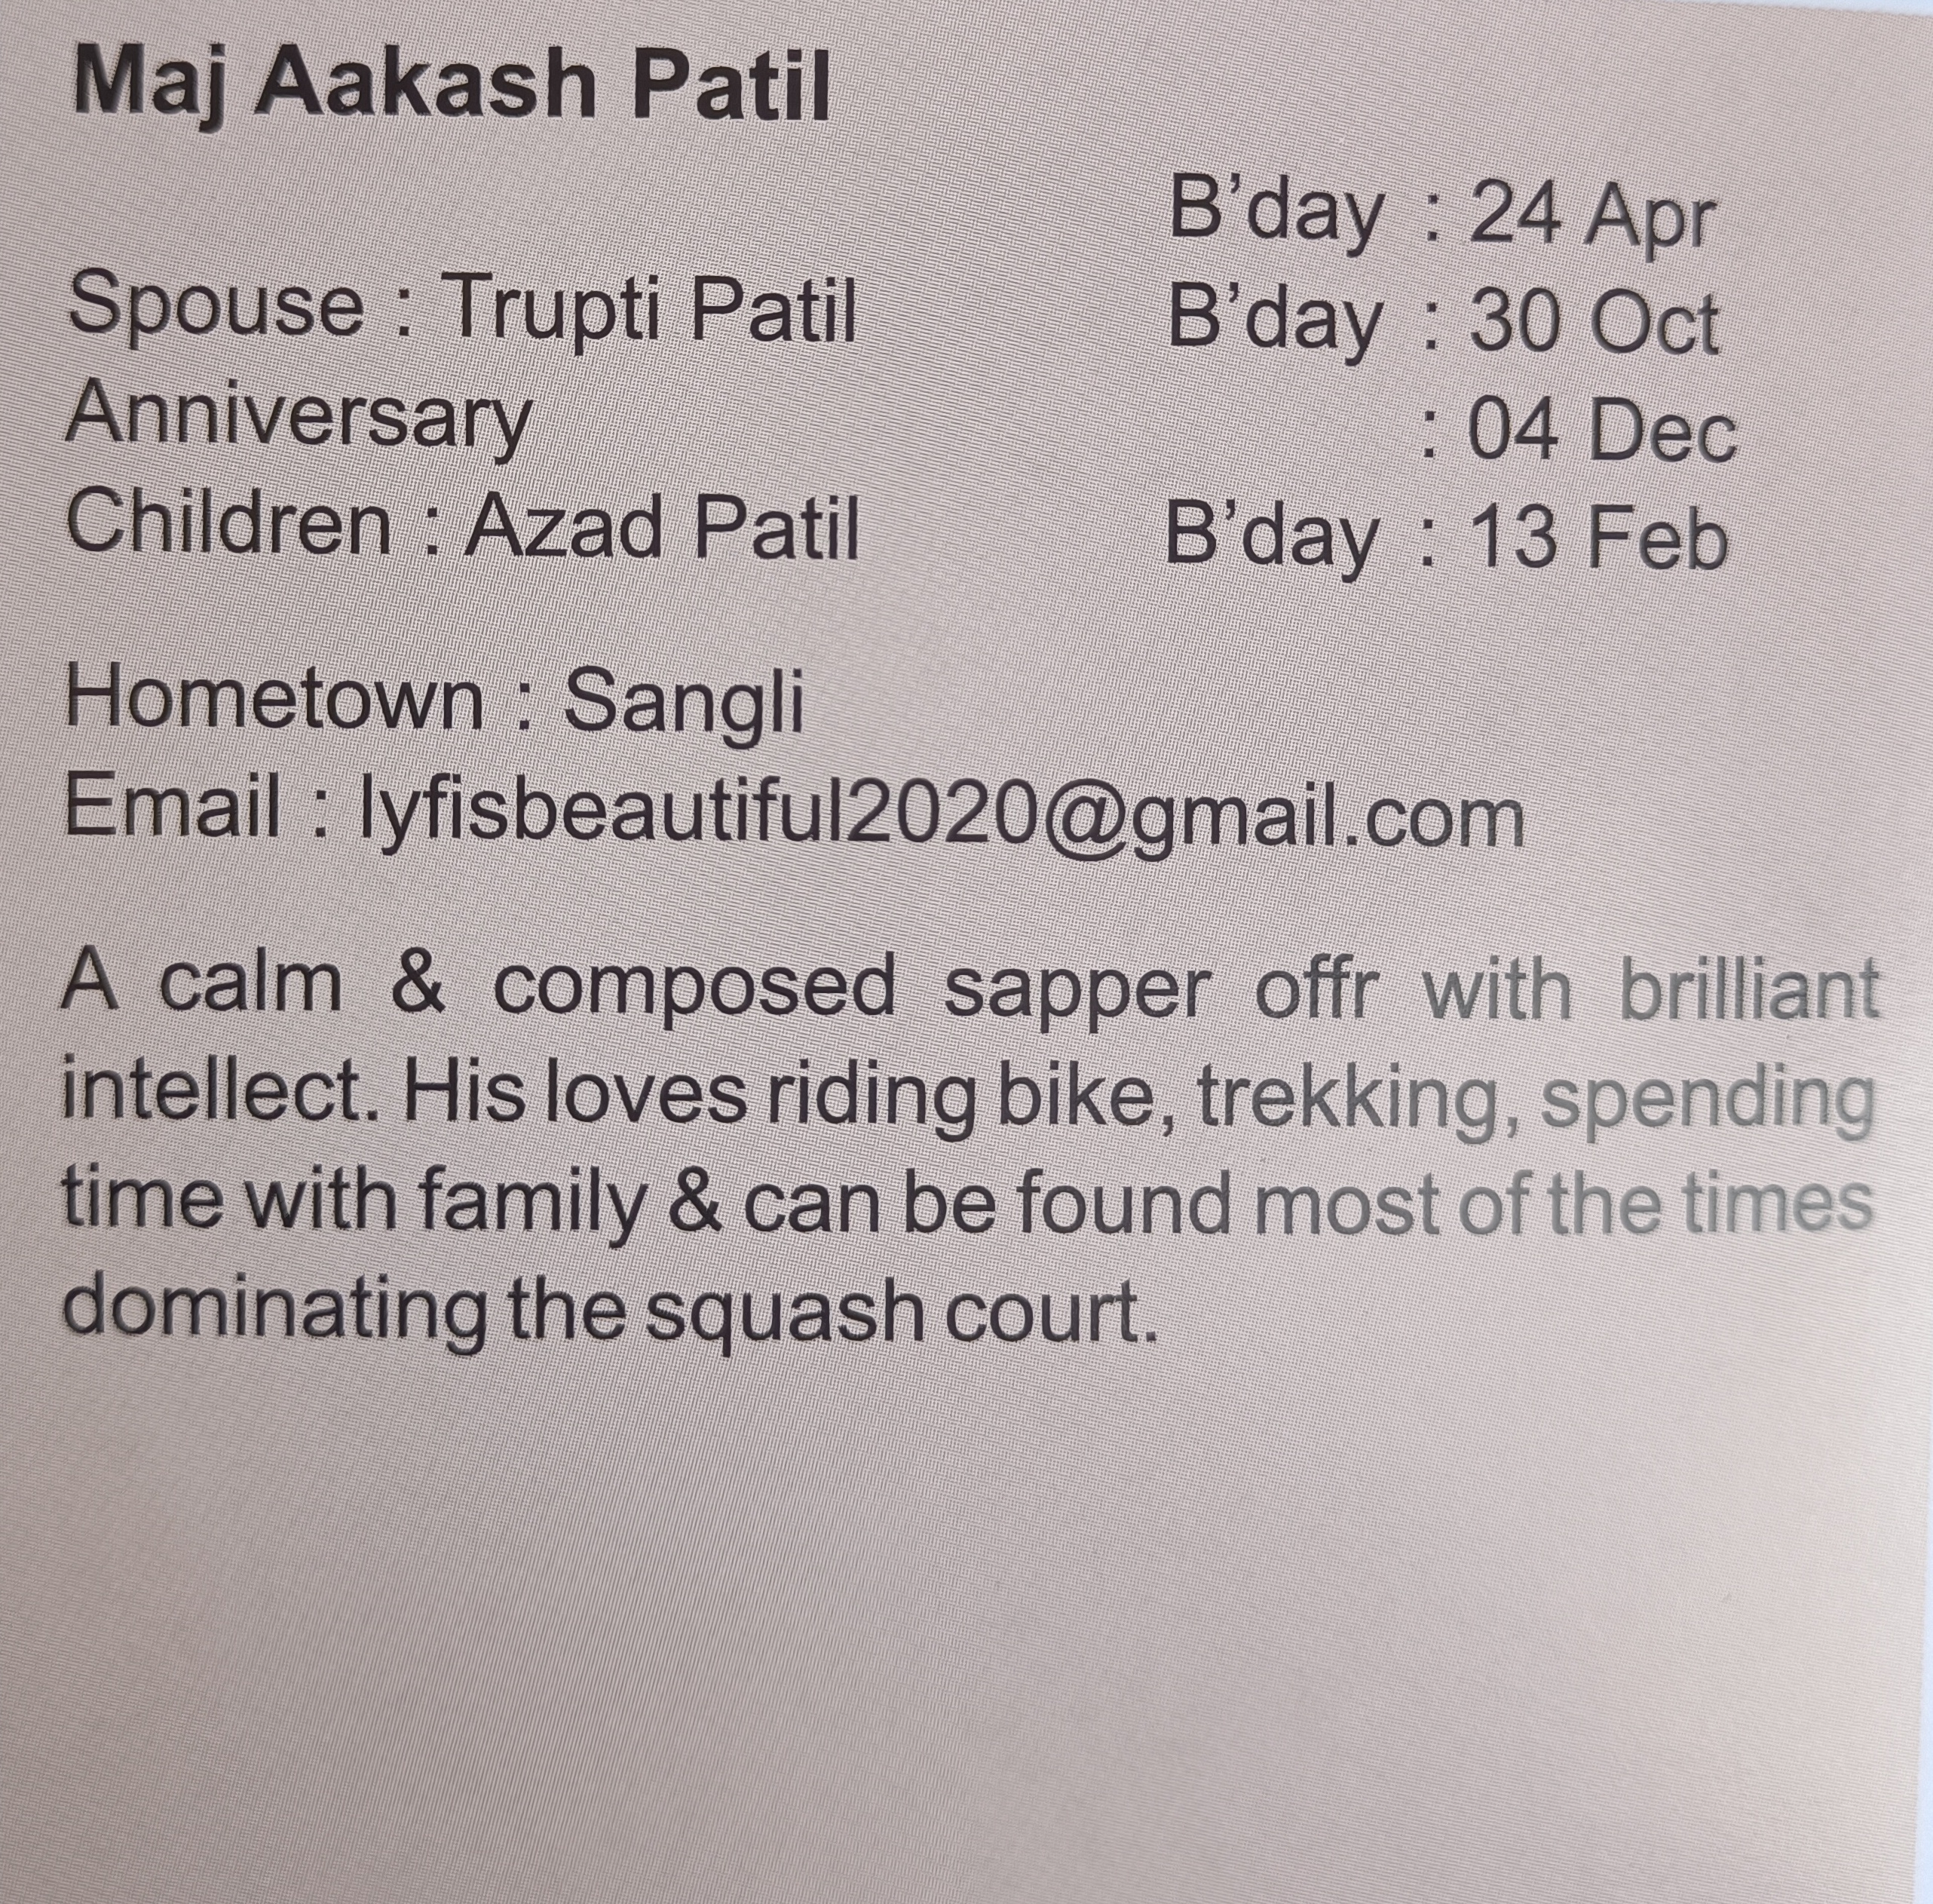 Maj Aakash Patil
B’day : 24 Apr
Spouse : Trupti Patil B’day : 30 Oct
Anniversary : 04 Dec
Children : Azad Patil B’day : 13 Feb
Hometown : Sangli
Email : lyfisbeautiful2020@gmail.com
A calm & composed sapper offr with brilliant
intellect. His loves riding bike, trekking, spending
time with family & can be found most of the times
dominating the squash court.